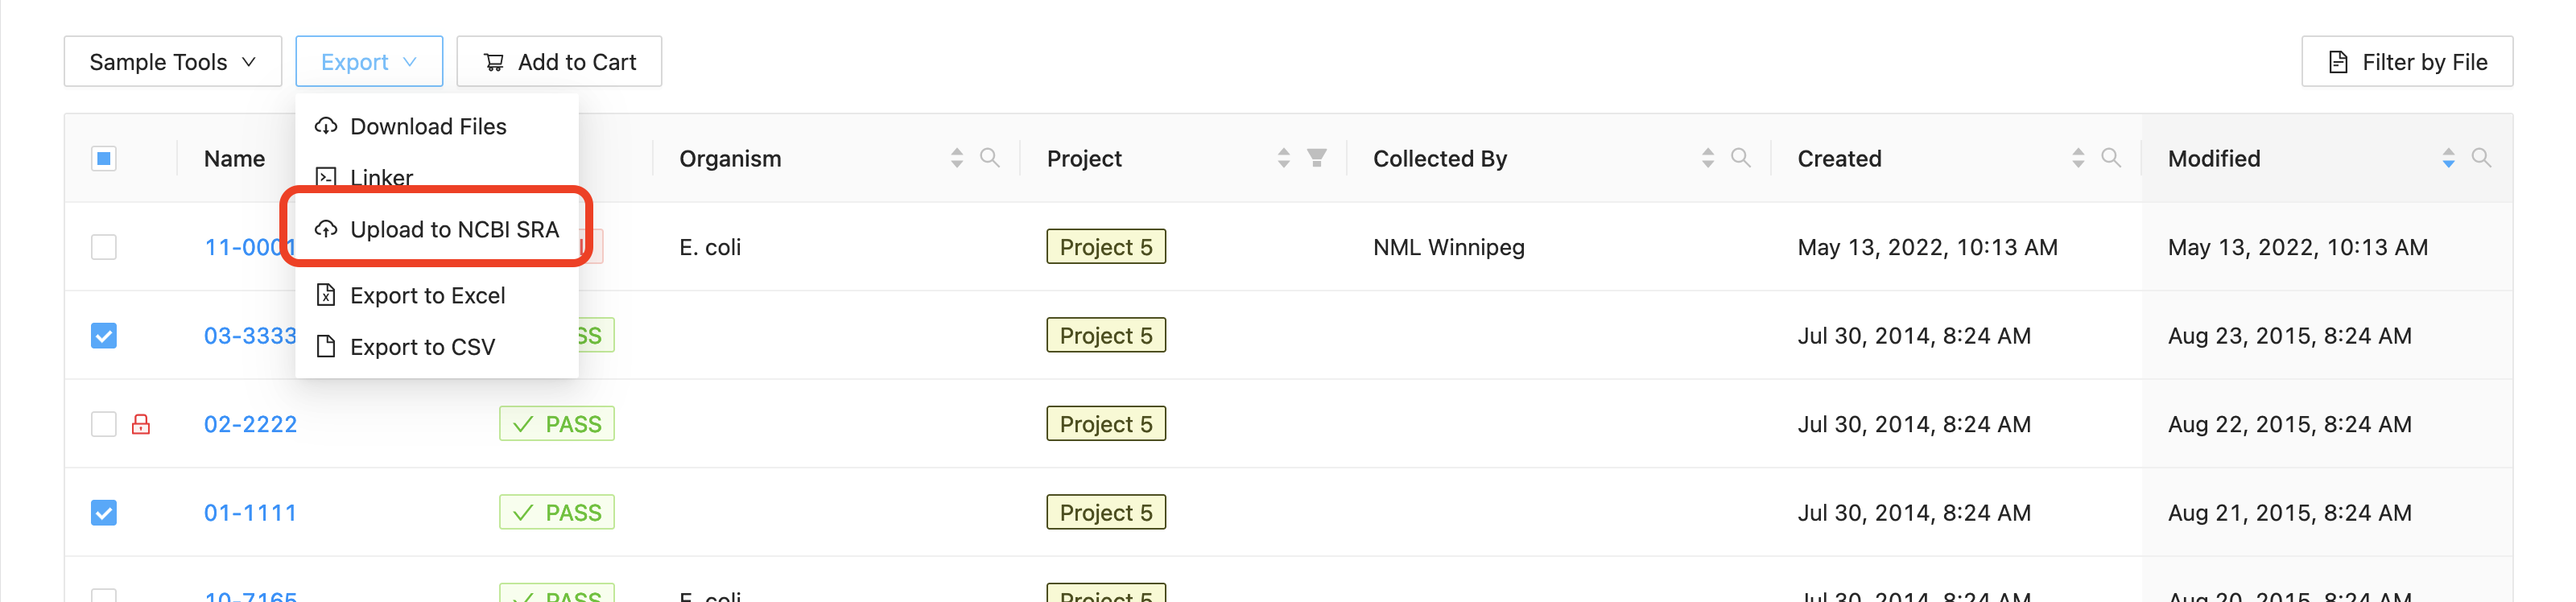 Sample Tools Export Add to Cart Filter by File
Download Files
Name Organism Project Collected By Created Modified
Linker
Upload to NCBI SRA
11-0001 E. coli Project 5 NML Winnipeg May 13, 2022, 10:13 AM May 13, 2022, 10:13 AM
Export to Excel
03-3333 SS Project 5 Jul 30, 2014, 8:24 AM Aug 23, 2015, 8:24 AM
Export to CSV
02-2222 PASS Project 5 Jul 30, 2014, 8:24 AM Aug 22, 2015, 8:24 AM
01-1111 PASS Project 5 Jul 30, 2014, 8:24 AM Aug 21, 2015, 8:24 AM
10-7165 PASS E. coli Project 5 Jul 30, 2014, 8:24 AM Aug 20, 2015, 8:24 AM